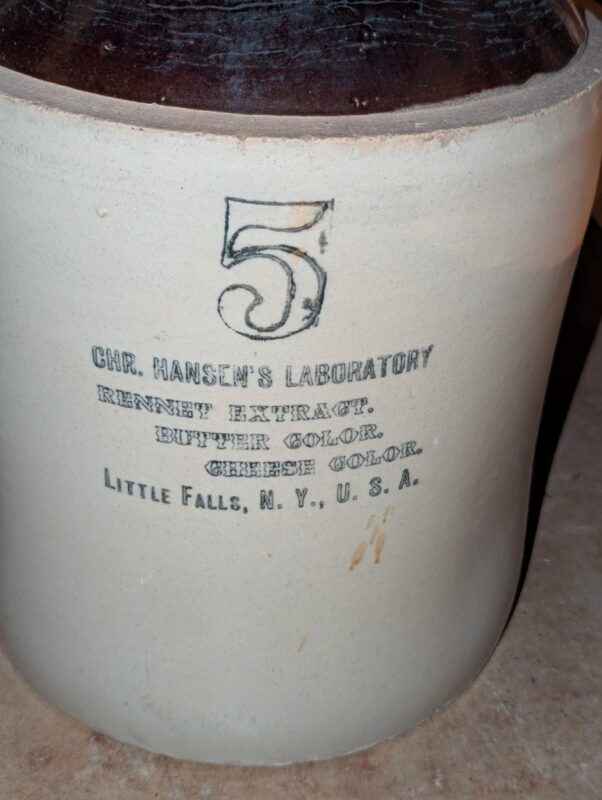 5
CHR. HANSEN'S LABORATORY
RENNET EXTRACT.
BUTTER COLOR.
CHEESE COLOR.
LITTLE FALLS, N. Y., U. S. A.